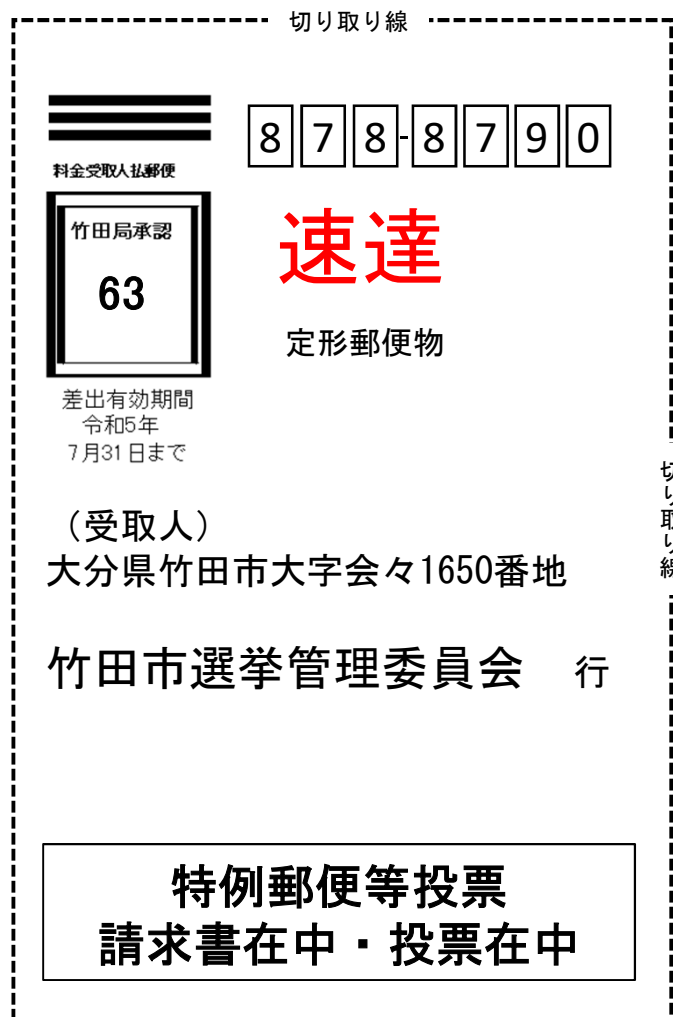 切り取り線
878-8790
料金受取人払郵便
竹田局承認
63
速達
定形郵便物
差出有効期間
令和5年
7月31日まで
切り取り線
（受取人）
大分県竹田市大字会々1650番地
竹田市選挙管理委員会　行
特例郵便等投票
請求書在中・投票在中